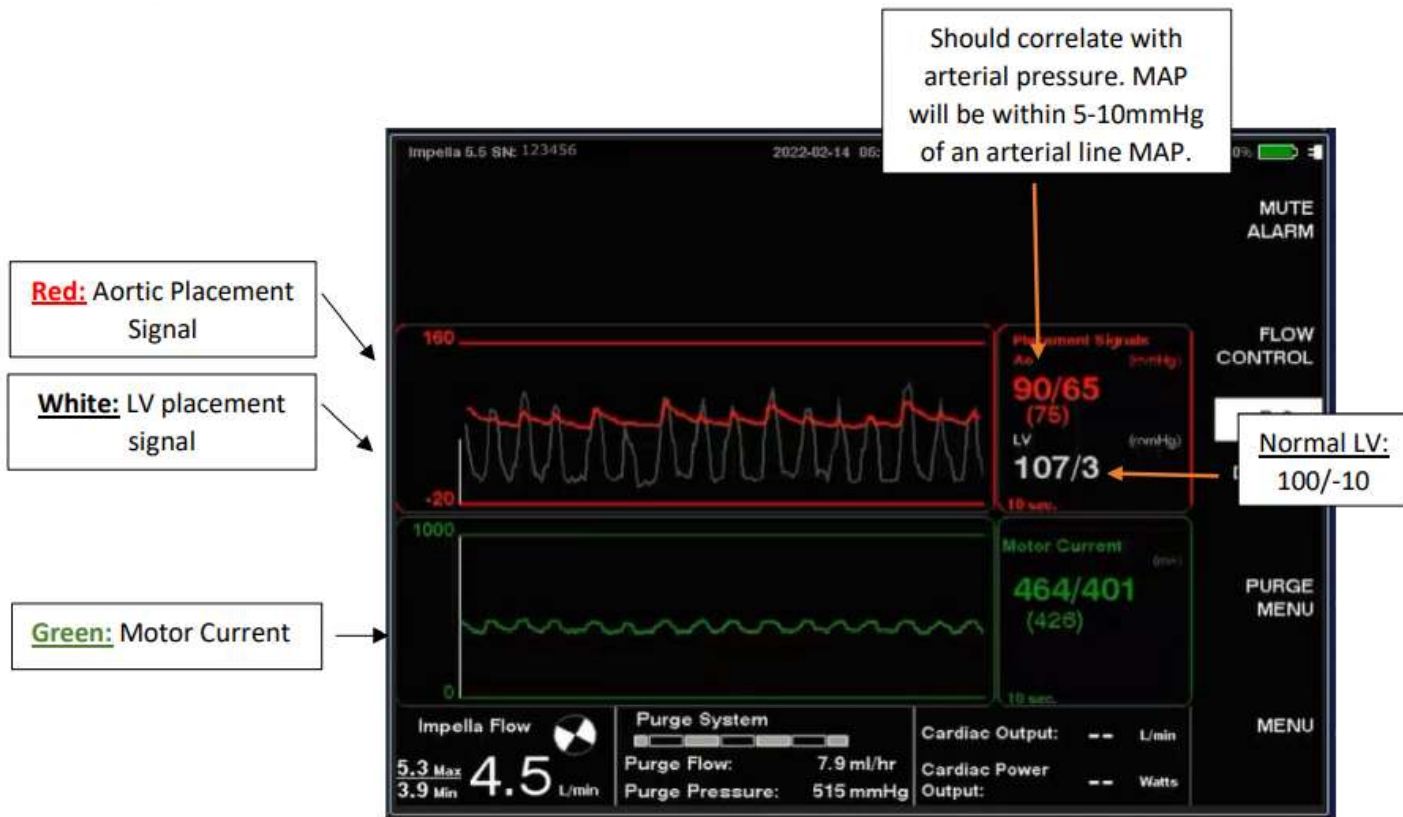 Should correlate with
arterial pressure. MAP
will be within 5-10mmHg
of an arterial line MAP.
Impella 5.5 SN: 123456
2022-02-14
0%
MUTE
ALARM
Red: Aortic Placement
Signal
White: LV placement
signal
Green: Motor Current
160
-20
Placement Signals
Ao (mmHg)
90/65
(75)
LV (mmHg)
107/3
10 sec.
FLOW
CONTROL
Normal LV:
100/-10
1000
0
Motor Current
464/401
(426)
10 sec.
PURGE
MENU
Impella Flow
5.3 Max
3.9 Min
4.5 L/min
Purge System
Purge Flow: 7.9 ml/hr
Purge Pressure: 515 mmHg
Cardiac Output: -- L/min
Cardiac Power
Output: -- Watts
MENU